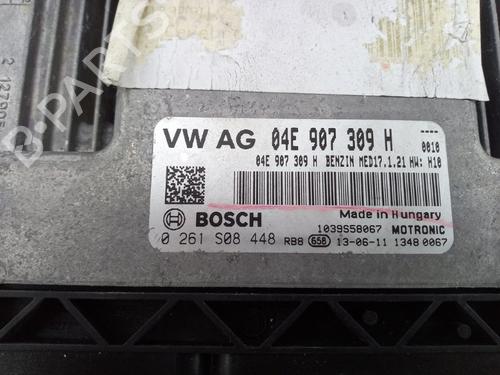 VW AG 04E 907 309 H
0010
04E 907 309 H BENZIN MED17.1.21 HW: H10
BOSCH
Made in Hungary
1039S58067 MOTRONIC
0 261 S08 448 RB8 658 13-06-11 1348 0067
B-PARTS